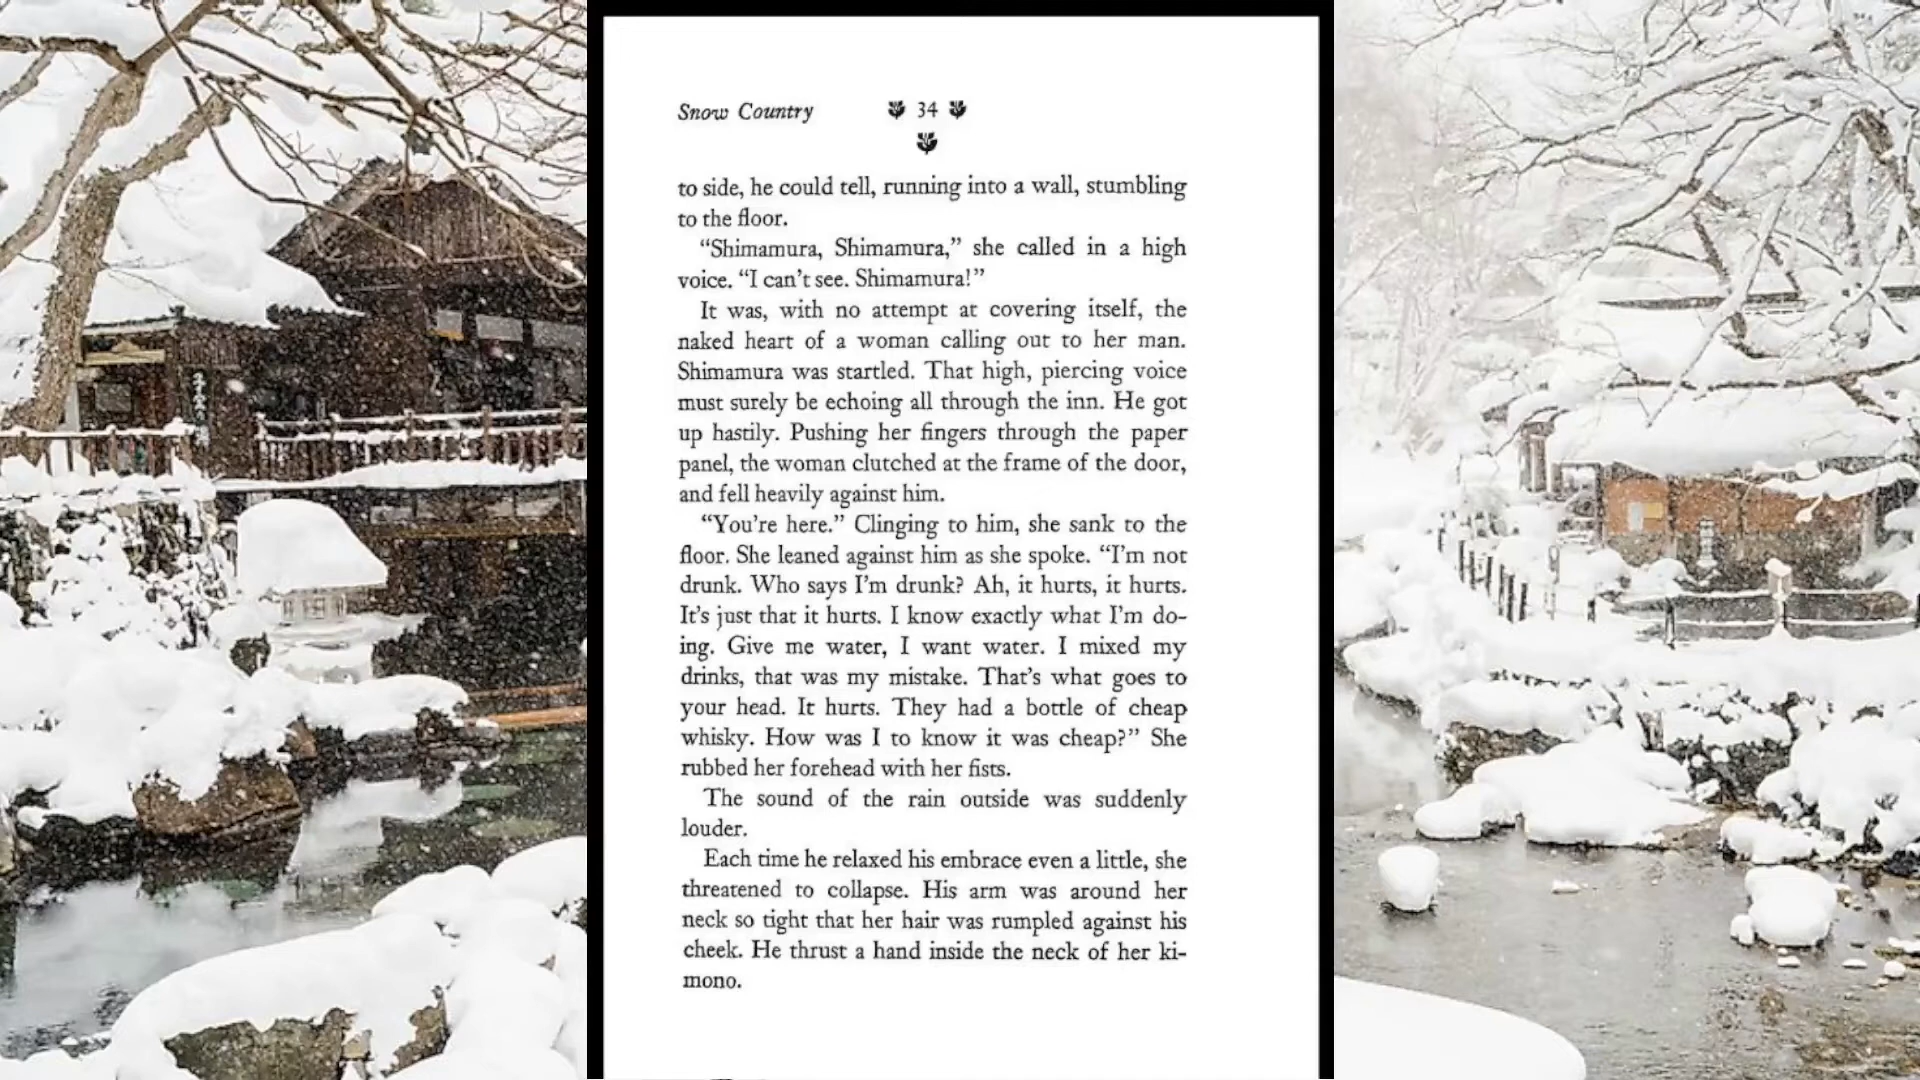 Snow Country 34
to side, he could tell, running into a wall, stumbling
to the floor.
“Shimamura, Shimamura,” she called in a high
voice. “I can’t see. Shimamura!”
It was, with no attempt at covering itself, the
naked heart of a woman calling out to her man.
Shimamura was startled. That high, piercing voice
must surely be echoing all through the inn. He got
up hastily. Pushing her fingers through the paper
panel, the woman clutched at the frame of the door,
and fell heavily against him.
“You’re here.” Clinging to him, she sank to the
floor. She leaned against him as she spoke. “I’m not
drunk. Who says I’m drunk? Ah, it hurts, it hurts.
It’s just that it hurts. I know exactly what I’m do-
ing. Give me water, I want water. I mixed my
drinks, that was my mistake. That’s what goes to
your head. It hurts. They had a bottle of cheap
whisky. How was I to know it was cheap?” She
rubbed her forehead with her fists.
The sound of the rain outside was suddenly
louder.
Each time he relaxed his embrace even a little, she
threatened to collapse. His arm was around her
neck so tight that her hair was rumpled against his
cheek. He thrust a hand inside the neck of her ki-
mono.